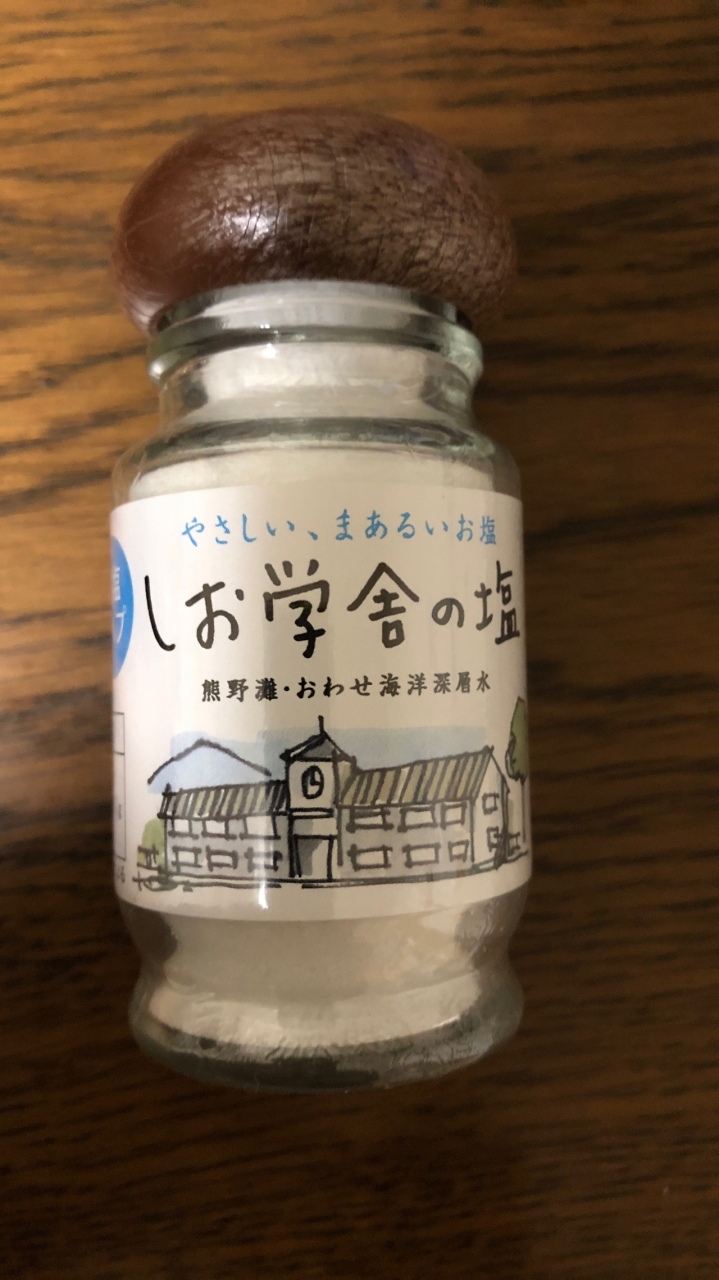 やさしい、まあるいお塩
しお学舎の塩
熊野灘・おわせ海洋深層水